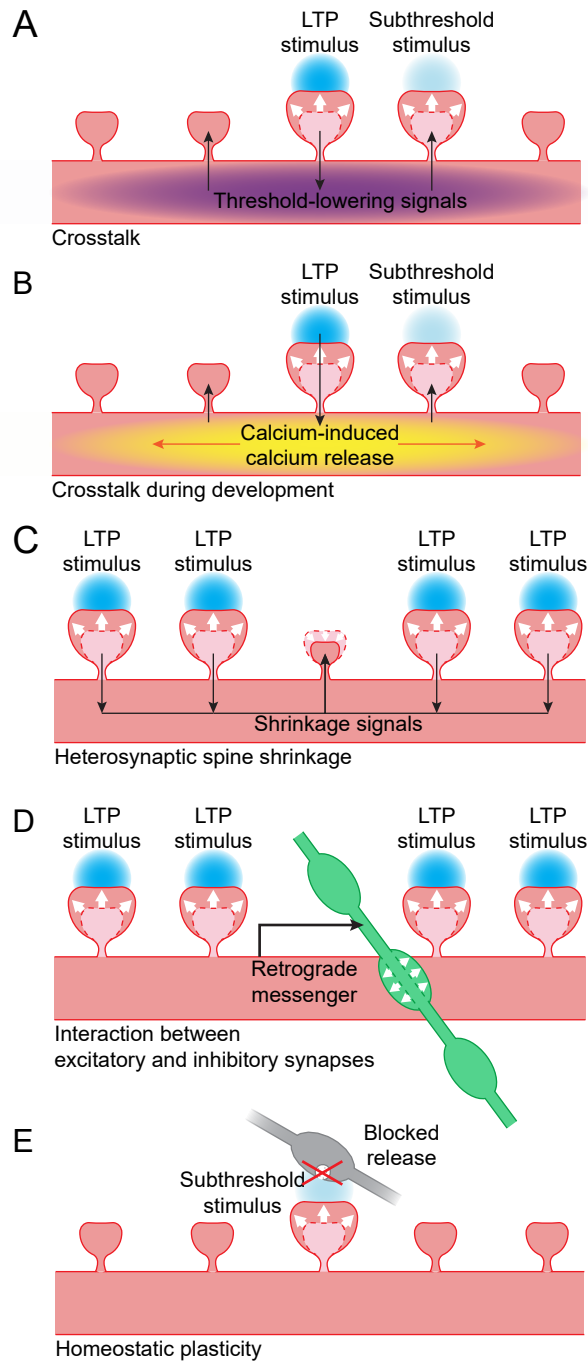 A
LTP
stimulus
Subthreshold
stimulus
Threshold-lowering signals
Crosstalk
B
LTP
stimulus
Subthreshold
stimulus
Calcium-induced
calcium release
Crosstalk during development
C
LTP
stimulus
LTP
stimulus
LTP
stimulus
LTP
stimulus
Shrinkage signals
Heterosynaptic spine shrinkage
D
LTP
stimulus
LTP
stimulus
LTP
stimulus
LTP
stimulus
Retrograde
messenger
Interaction between
excitatory and inhibitory synapses
E
Blocked
release
Subthreshold
stimulus
Homeostatic plasticity